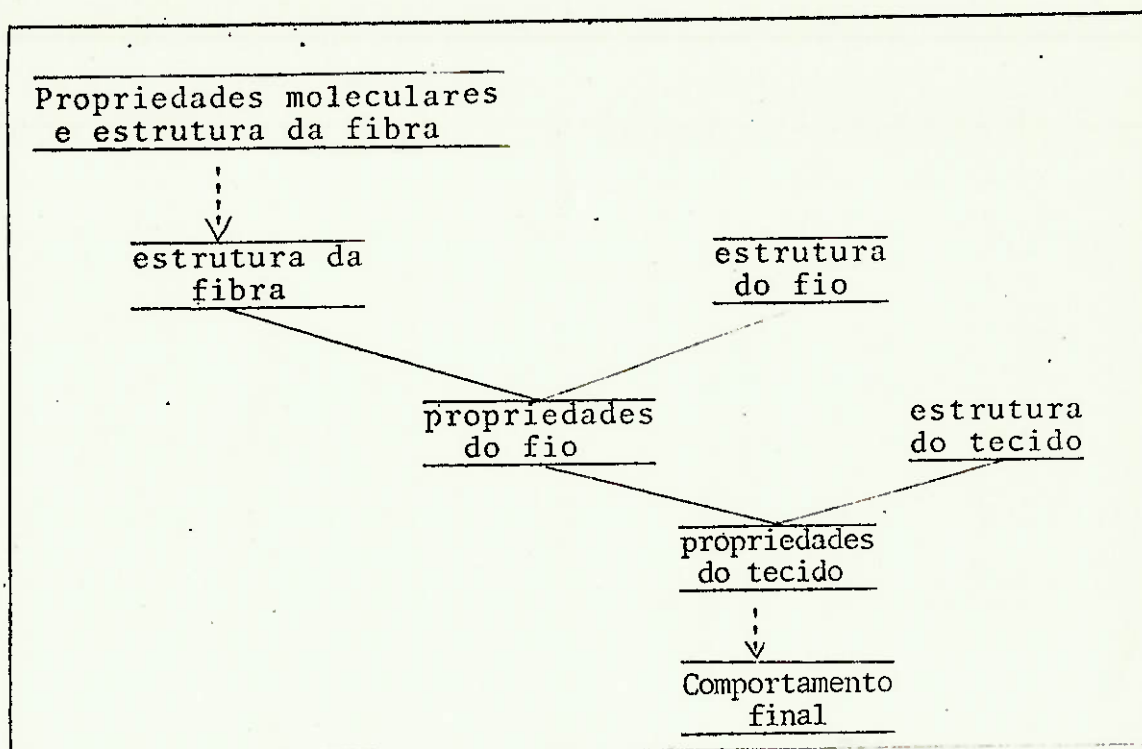 Propriedades moleculares
e estrutura da fibra
estrutura da
fibra
estrutura
do fio
propriedades
do fio
estrutura
do tecido
propriedades
do tecido
Comportamento
final